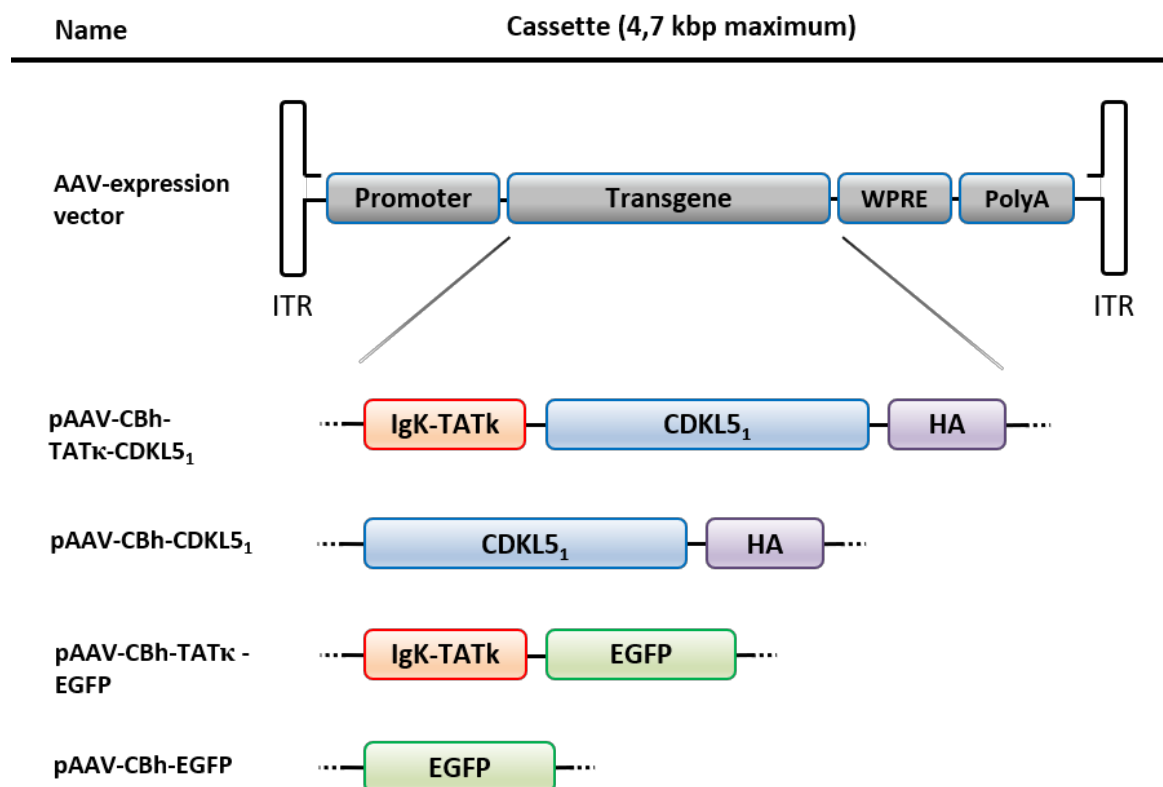 Name Cassette (4,7 kbp maximum)
AAV-expression
vector
Promoter Transgene WPRE PolyA
ITR ITR
pAAV-CBh-
TATκ-CDKL5₁
IgK-TATk CDKL5₁ HA
pAAV-CBh-CDKL5₁
CDKL5₁ HA
pAAV-CBh-TATκ -
EGFP
IgK-TATk EGFP
pAAV-CBh-EGFP
EGFP